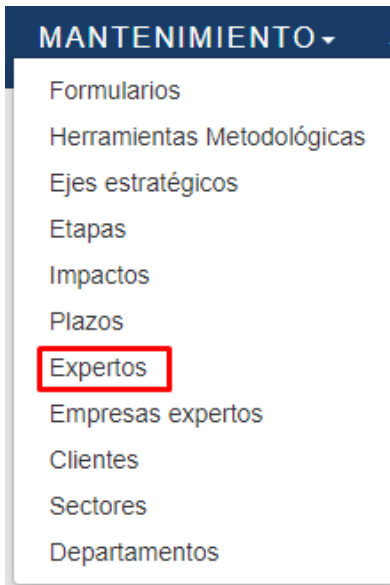 MANTENIMIENTO
Formularios
Herramientas Metodológicas
Ejes estratégicos
Etapas
Impactos
Plazos
Expertos
Empresas expertos
Clientes
Sectores
Departamentos